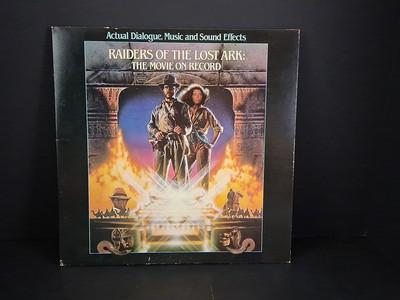 Actual Dialogue, Music and Sound Effects
RAIDERS OF THE LOST ARK:
THE MOVIE ON RECORD